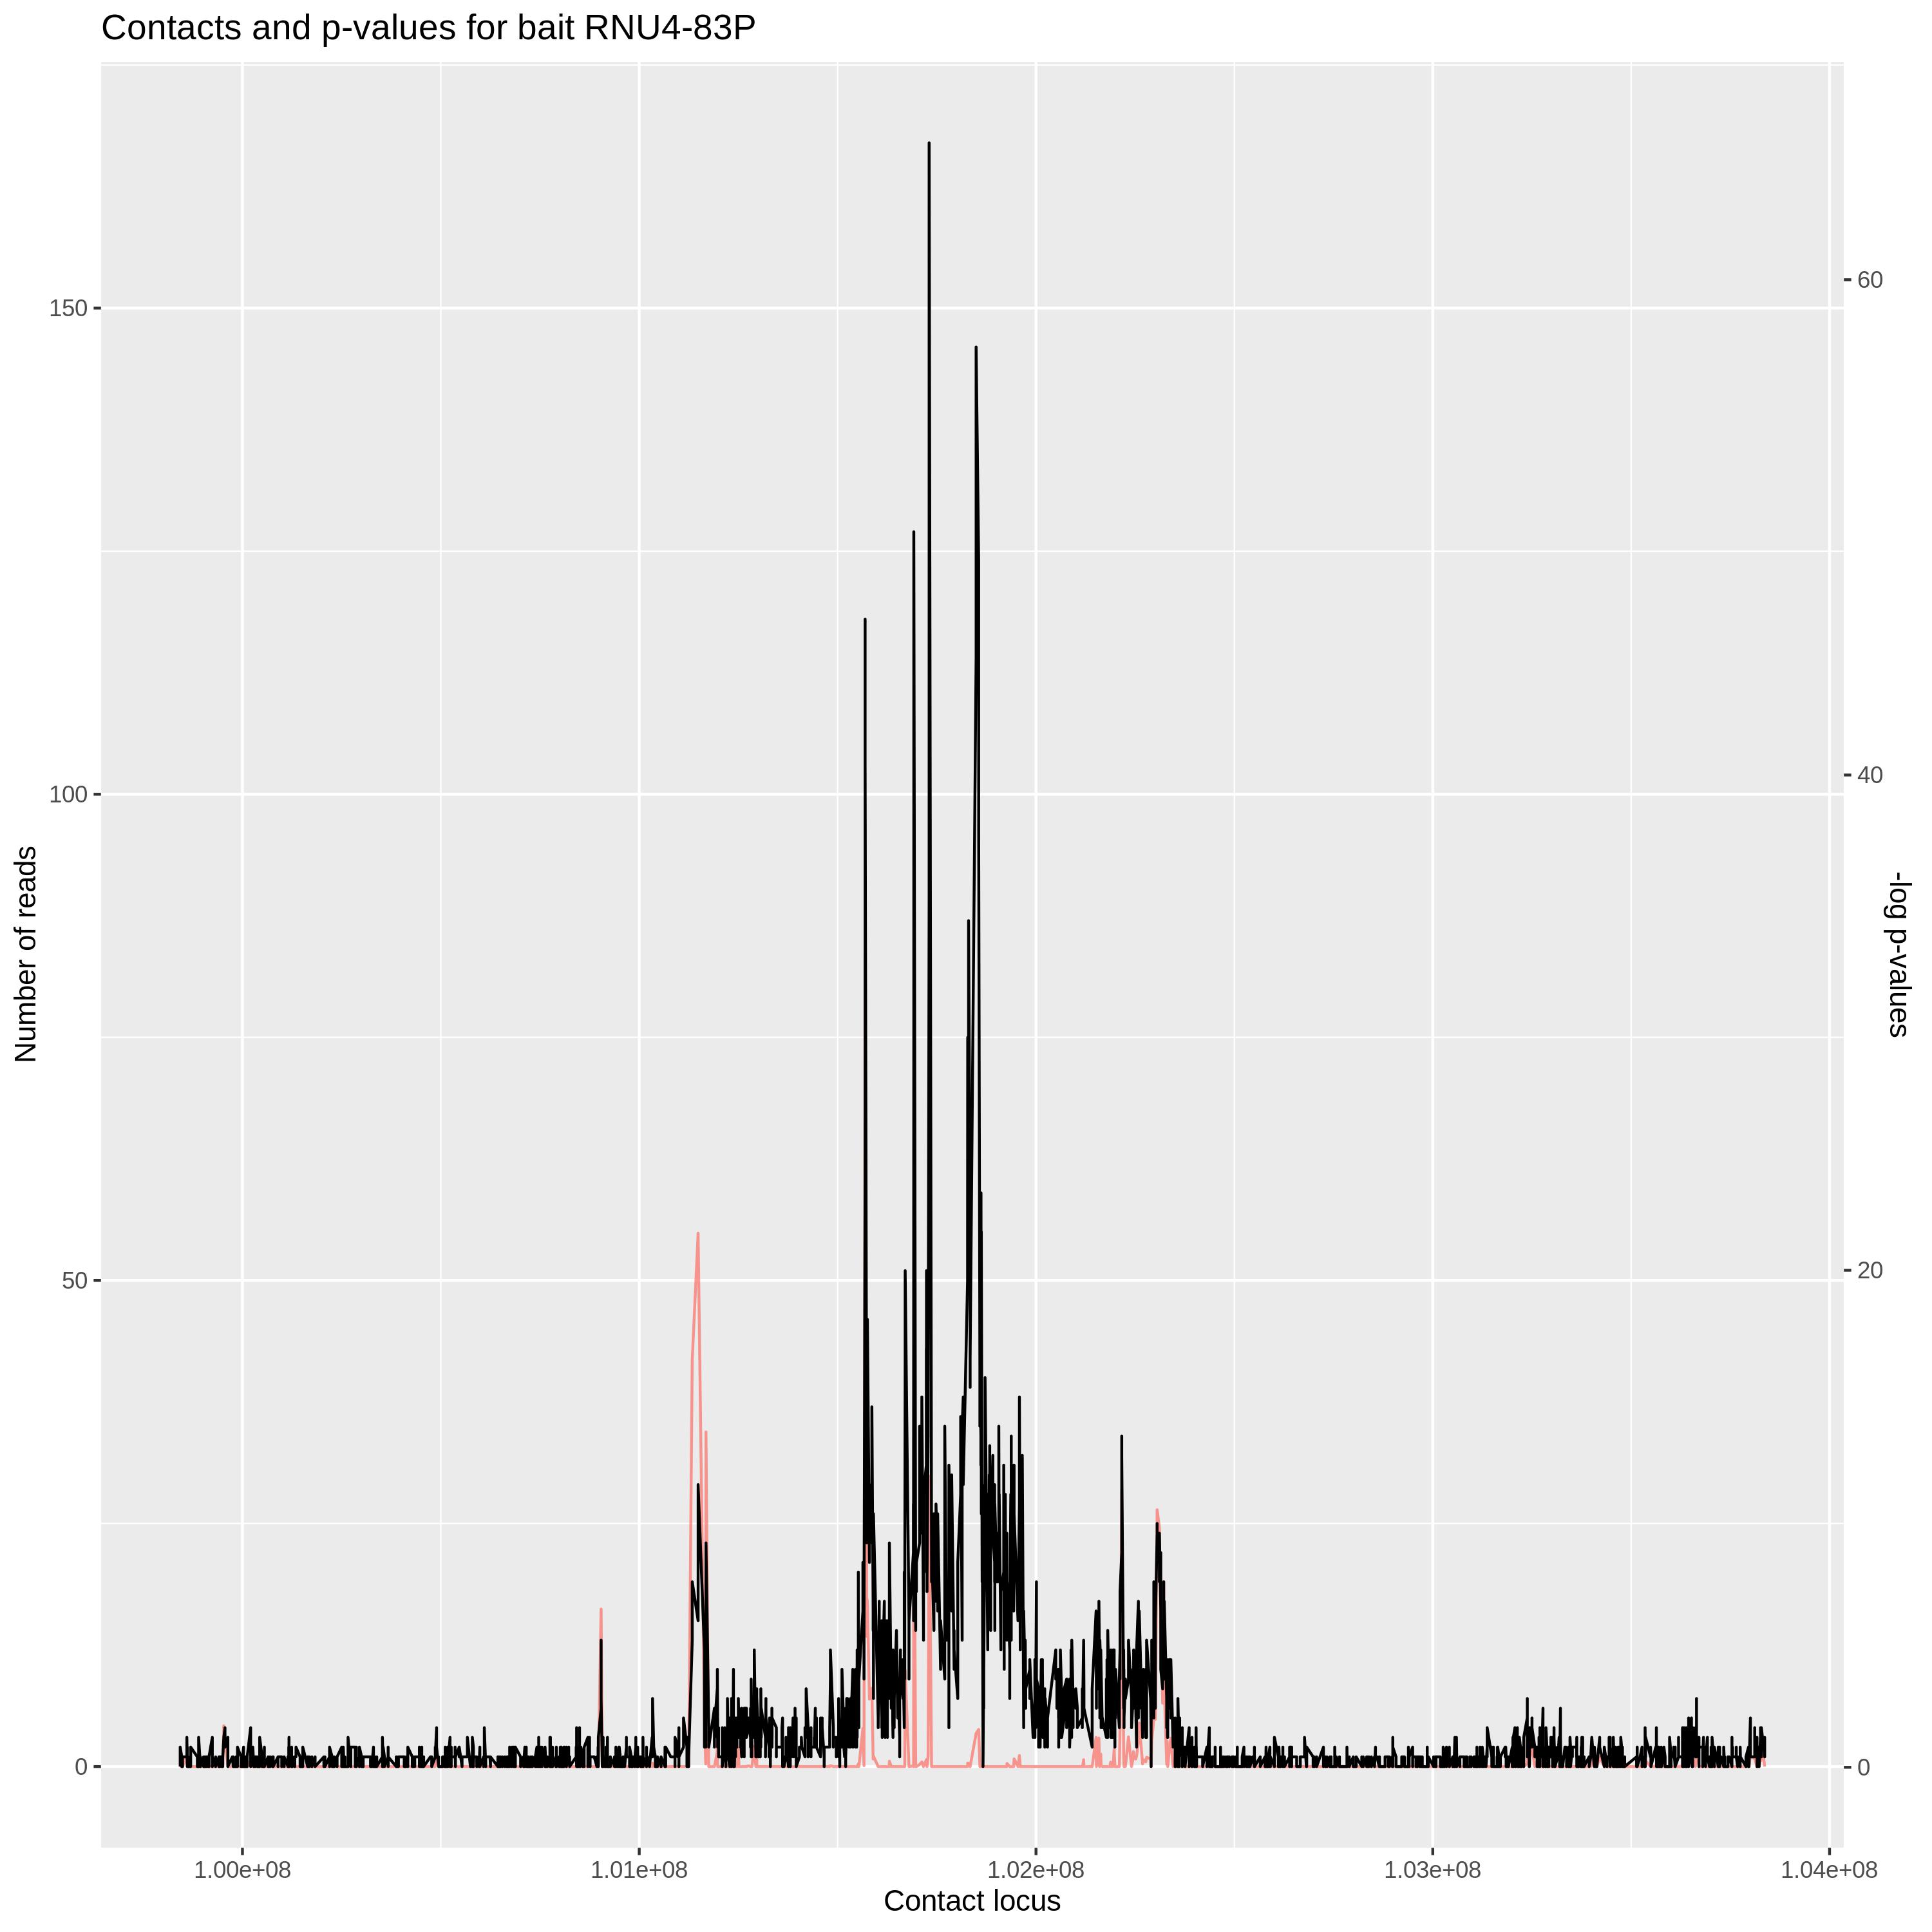 Contacts and p-values for bait RNU4-83P
Number of reads
150
100
50
0
60
40
20
0
-log p-values
1.00e+08
1.01e+08
1.02e+08
1.03e+08
1.04e+08
Contact locus